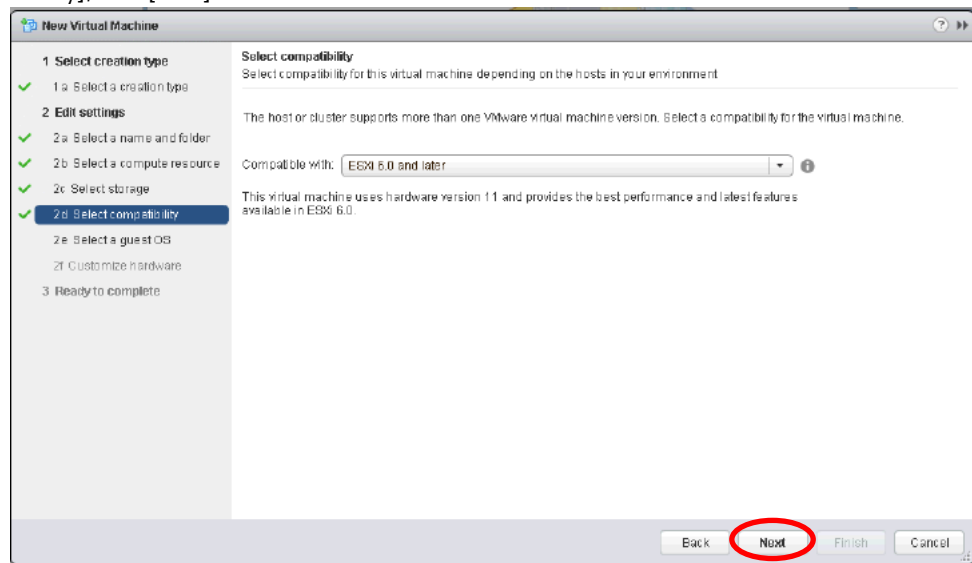 New Virtual Machine
1 Select creation type
1a Select a creation type
2 Edit settings
2a Select a name and folder
2b Select a compute resource
2c Select storage
2d Select compatibility
2e Select a guest OS
2f Customize hardware
3 Ready to complete
Select compatibility
Select compatibility for this virtual machine depending on the hosts in your environment
The host or cluster supports more than one VMware virtual machine version. Select a compatibility for the virtual machine.
Compatible with: ESXi 6.0 and later
This virtual machine uses hardware version 11 and provides the best performance and latest features
available in ESXi 6.0.
Back Next Finish Cancel